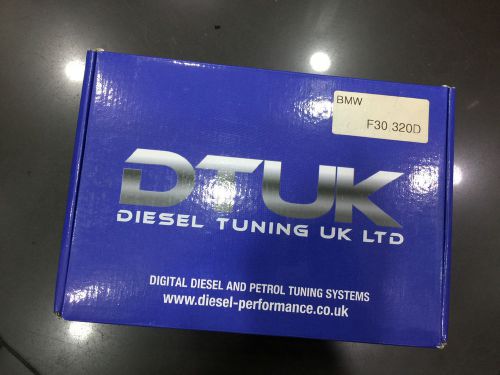 BMW
F30 320D
DTUK
DIESEL TUNING UK LTD
DIGITAL DIESEL AND PETROL TUNING SYSTEMS
www.diesel-performance.co.uk